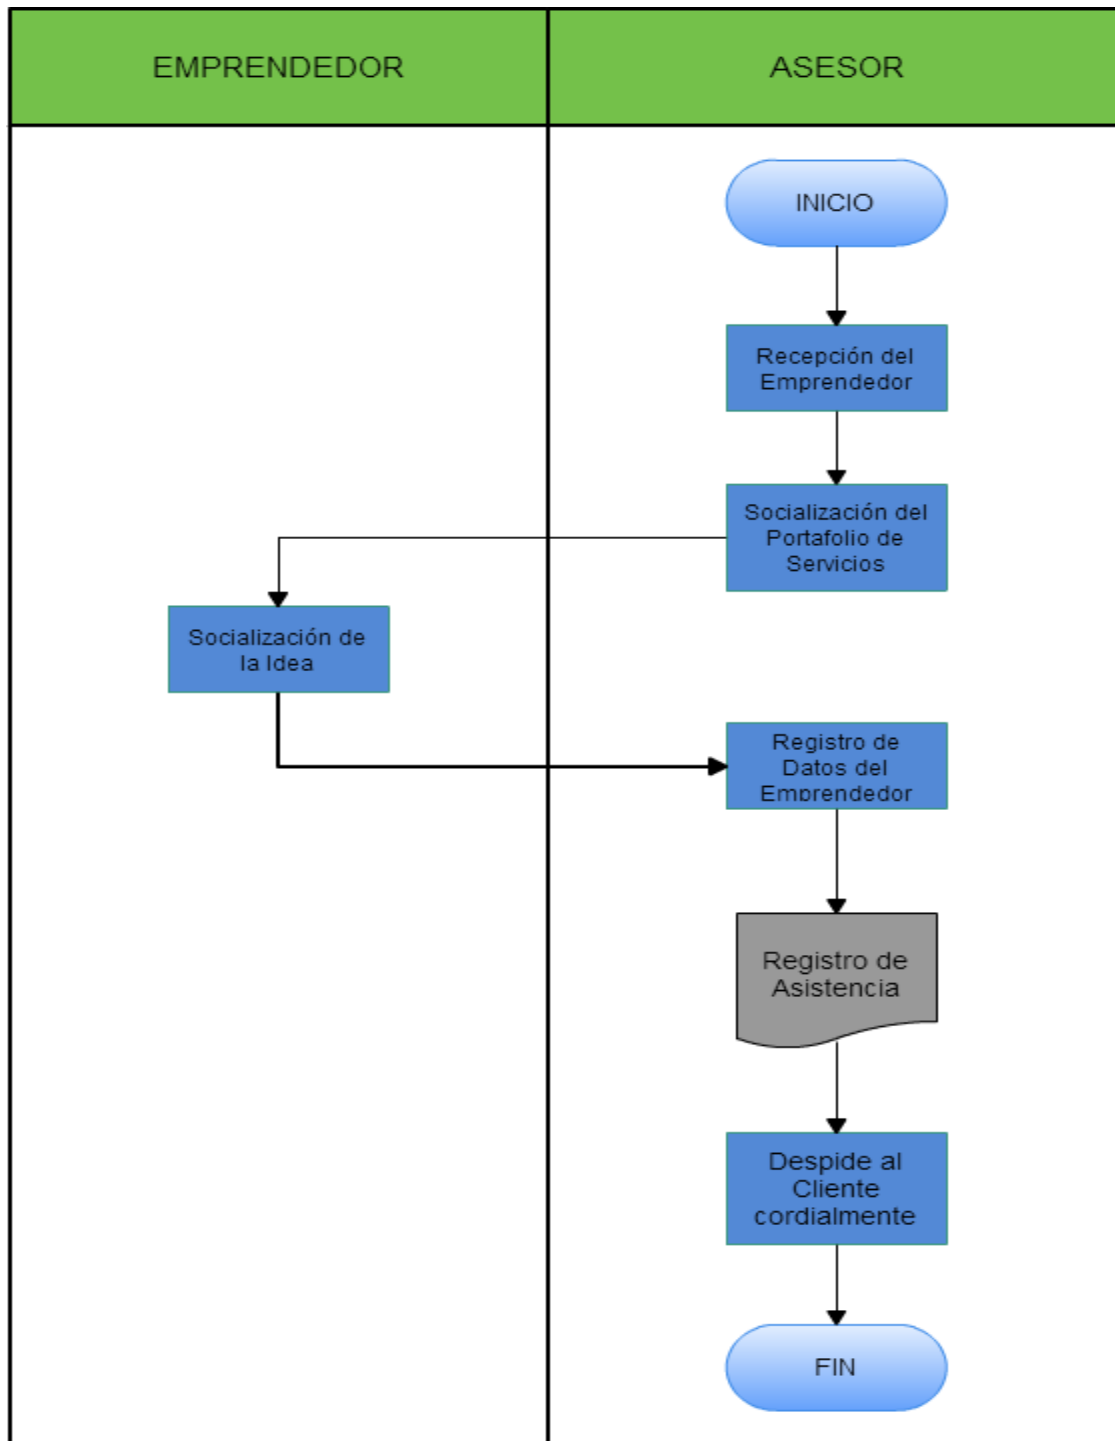 EMPRENDEDOR
ASESOR
INICIO
Recepción del
Emprendedor
Socialización del
Portafolio de
Servicios
Socialización de
la Idea
Registro de
Datos del
Emprendedor
Registro de
Asistencia
Despide al
Cliente
cordialmente
FIN